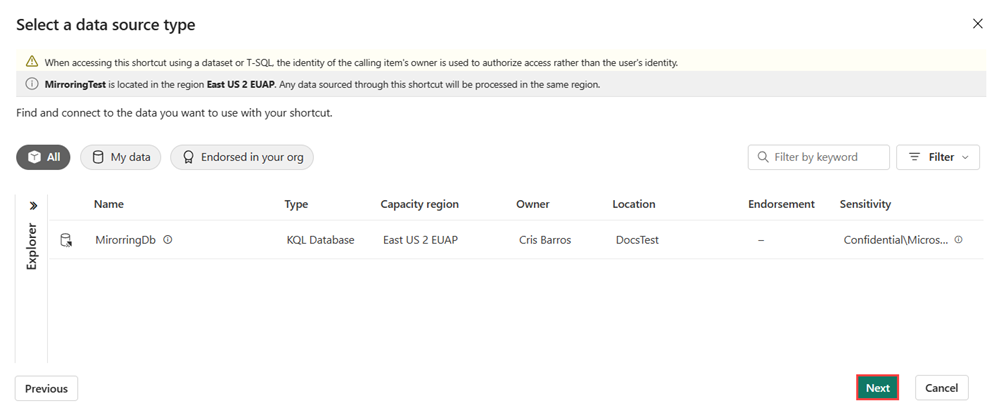 Select a data source type
When accessing this shortcut using a dataset or T-SQL, the identity of the calling item's owner is used to authorize access rather than the user's identity.
MirroringTest is located in the region East US 2 EUAP. Any data sourced through this shortcut will be processed in the same region.
Find and connect to the data you want to use with your shortcut.
All My data Endorsed in your org Filter by keyword Filter
Explorer
Name Type Capacity region Owner Location Endorsement Sensitivity
MirorringDb KQL Database East US 2 EUAP Cris Barros DocsTest – Confidential\Micros...
Previous Next Cancel